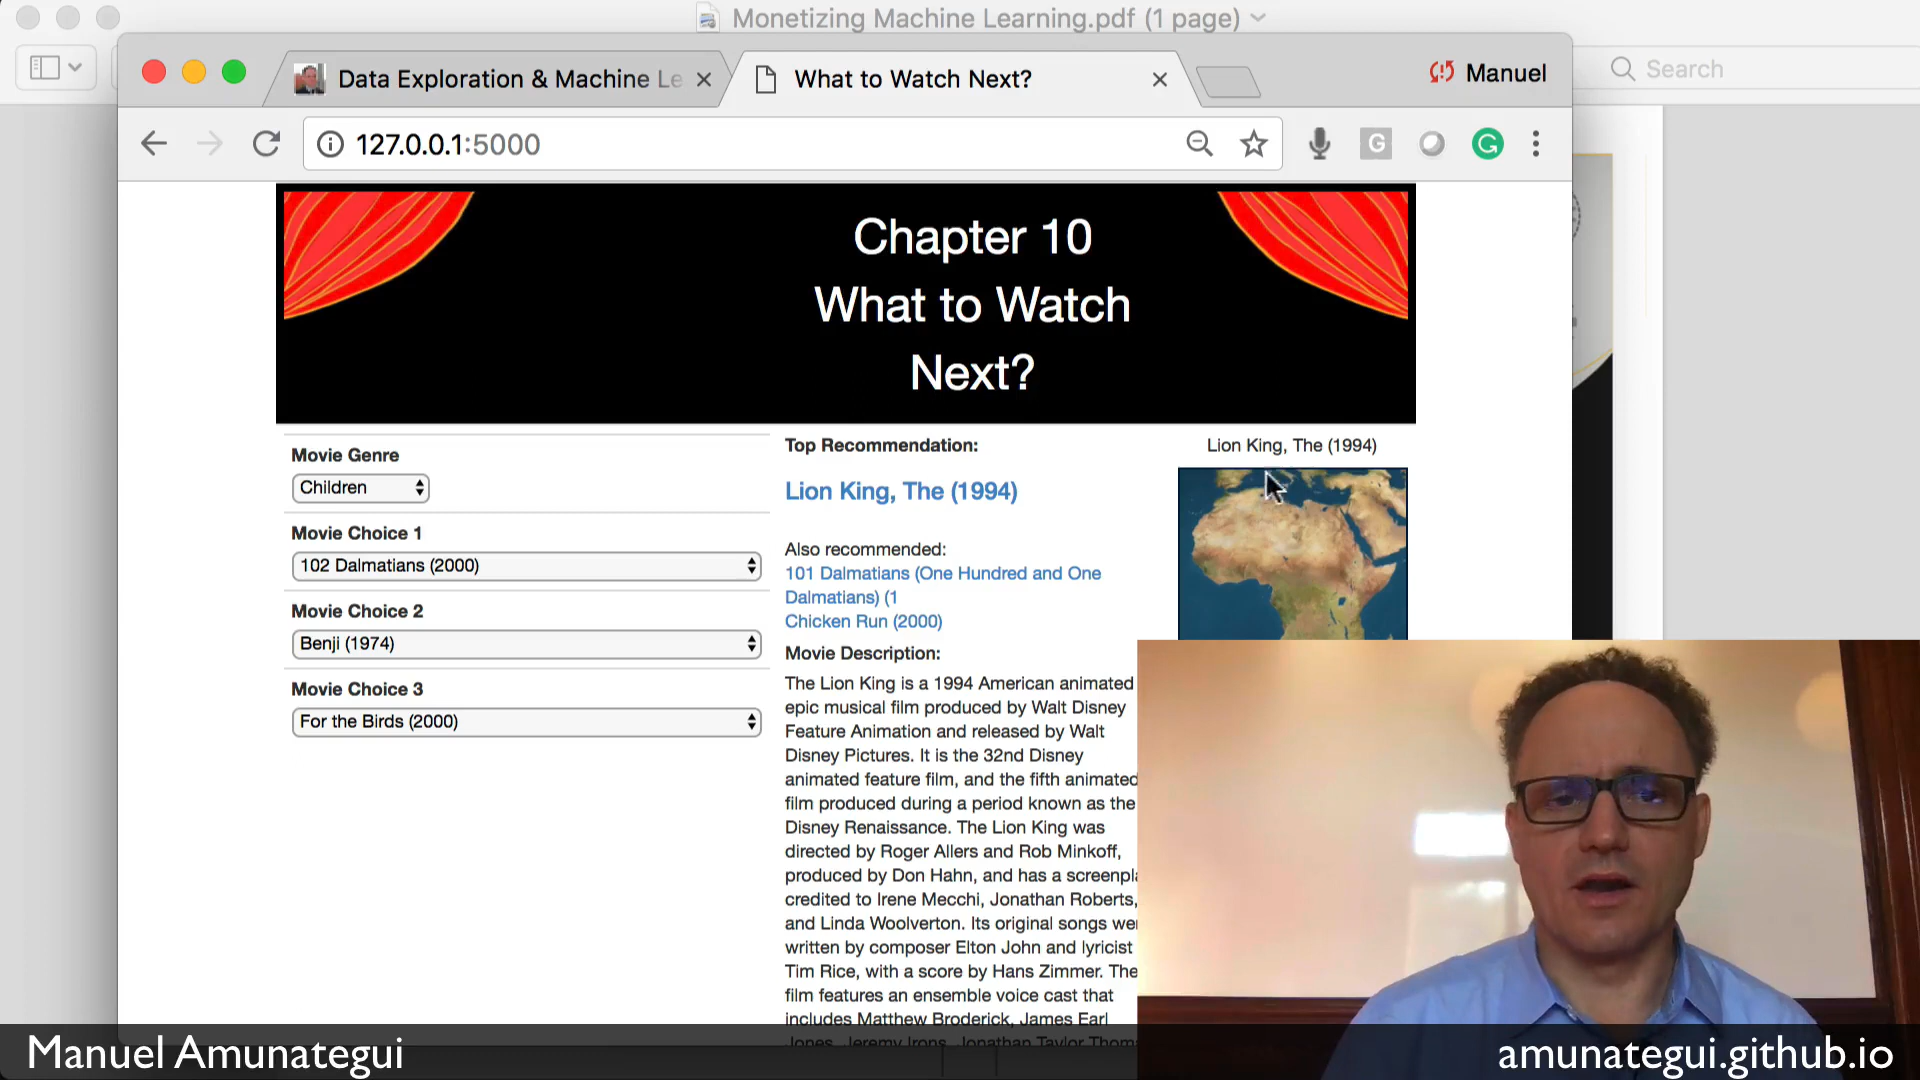 Monetizing Machine Learning.pdf (1 page)
Search
Data Exploration & Machine Le
What to Watch Next?
Manuel
127.0.0.1:5000
G
Chapter 10
What to Watch
Next?
Movie Genre
Children
Movie Choice 1
102 Dalmatians (2000)
Movie Choice 2
Benji (1974)
Movie Choice 3
For the Birds (2000)
Top Recommendation:
Lion King, The (1994)
Also recommended:
101 Dalmatians (One Hundred and One
Dalmatians) (1
Chicken Run (2000)
Movie Description:
The Lion King is a 1994 American animated
epic musical film produced by Walt Disney
Feature Animation and released by Walt
Disney Pictures. It is the 32nd Disney
animated feature film, and the fifth animated
film produced during a period known as the
Disney Renaissance. The Lion King was
directed by Roger Allers and Rob Minkoff,
produced by Don Hahn, and has a screenpla
credited to Irene Mecchi, Jonathan Roberts,
and Linda Woolverton. Its original songs wer
written by composer Elton John and lyricist
Tim Rice, with a score by Hans Zimmer. The
film features an ensemble voice cast that
includes Matthew Broderick, James Earl
Jones, Jeremy Irons, Jonathan Taylor Thom
Lion King, The (1994)
Manuel Amunategui
amunategui.github.io